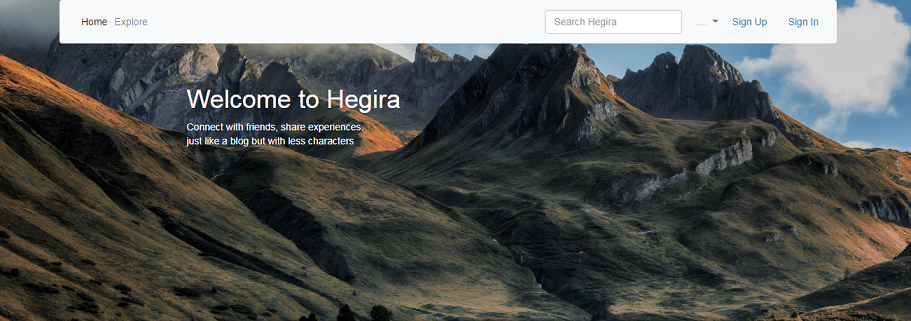 Home Explore Search Hegira .... Sign Up Sign In
Welcome to Hegira
Connect with friends, share experiences
just like a blog but with less characters